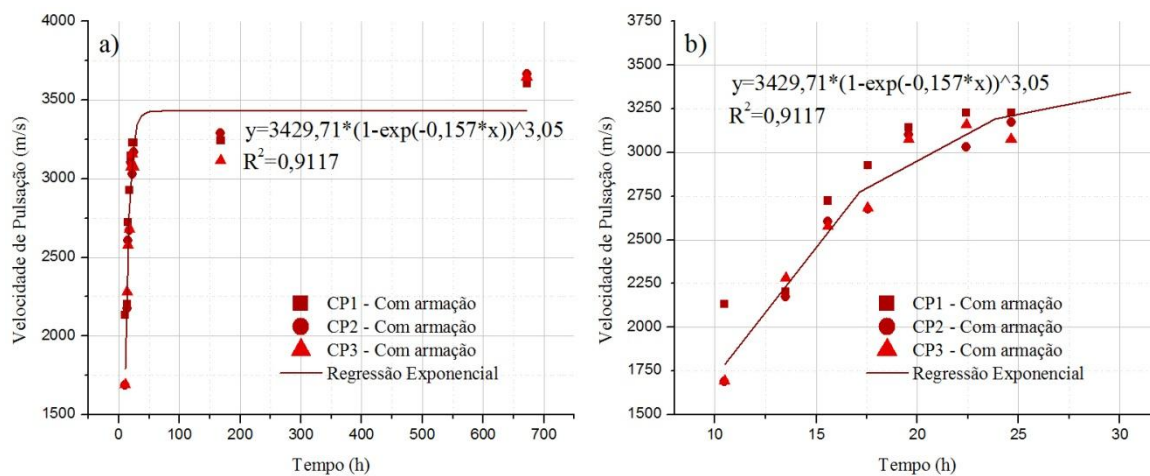 a)
4000
3500
3000
2500
2000
1500
Velocidade de Pulsação (m/s)
y=3429,71*(1-exp(-0,157*x))^3,05
R²=0,9117
CP1 - Com armação
CP2 - Com armação
CP3 - Com armação
Regressão Exponencial
0 100 200 300 400 500 600 700
Tempo (h)
b)
3750
3500
3250
3000
2750
2500
2250
2000
1750
1500
Velocidade de Pulsação (m/s)
y=3429,71*(1-exp(-0,157*x))^3,05
R²=0,9117
CP1 - Com armação
CP2 - Com armação
CP3 - Com armação
Regressão Exponencial
10 15 20 25 30
Tempo (h)